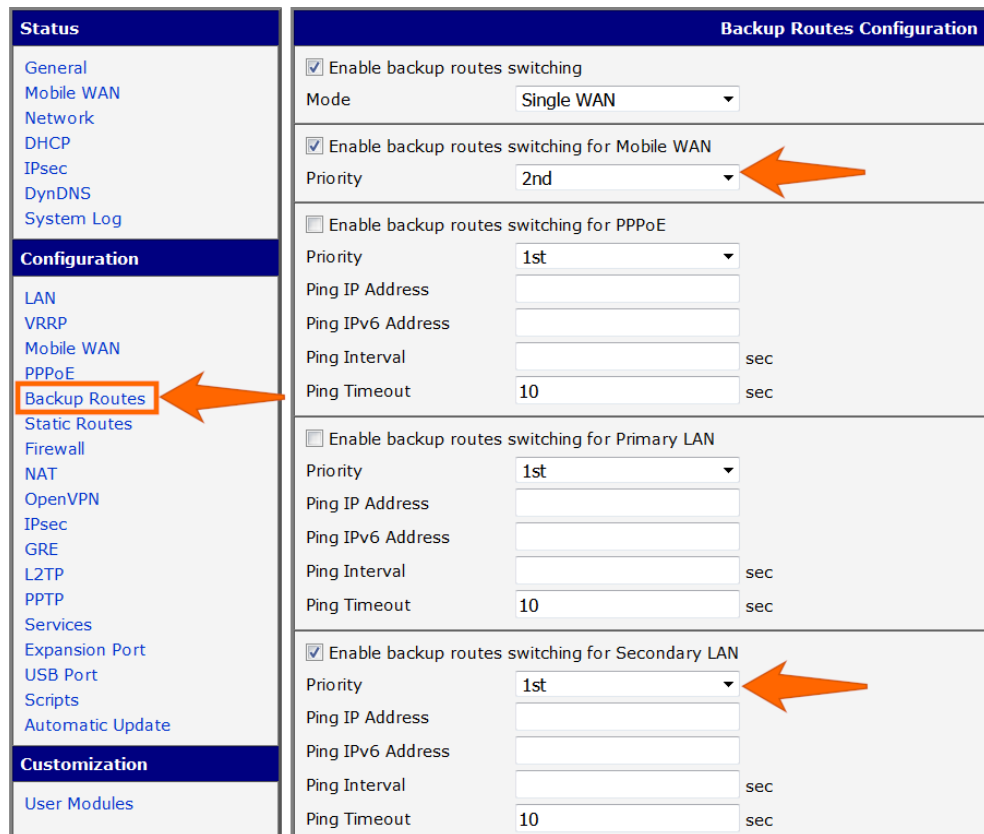 Status
General
Mobile WAN
Network
DHCP
IPsec
DynDNS
System Log
Configuration
LAN
VRRP
Mobile WAN
PPPoE
Backup Routes
Static Routes
Firewall
NAT
OpenVPN
IPsec
GRE
L2TP
PPTP
Services
Expansion Port
USB Port
Scripts
Automatic Update
Customization
User Modules
Backup Routes Configuration
Enable backup routes switching
Mode Single WAN
Enable backup routes switching for Mobile WAN
Priority 2nd
Enable backup routes switching for PPPoE
Priority 1st
Ping IP Address
Ping IPv6 Address
Ping Interval sec
Ping Timeout 10 sec
Enable backup routes switching for Primary LAN
Priority 1st
Ping IP Address
Ping IPv6 Address
Ping Interval sec
Ping Timeout 10 sec
Enable backup routes switching for Secondary LAN
Priority 1st
Ping IP Address
Ping IPv6 Address
Ping Interval sec
Ping Timeout 10 sec